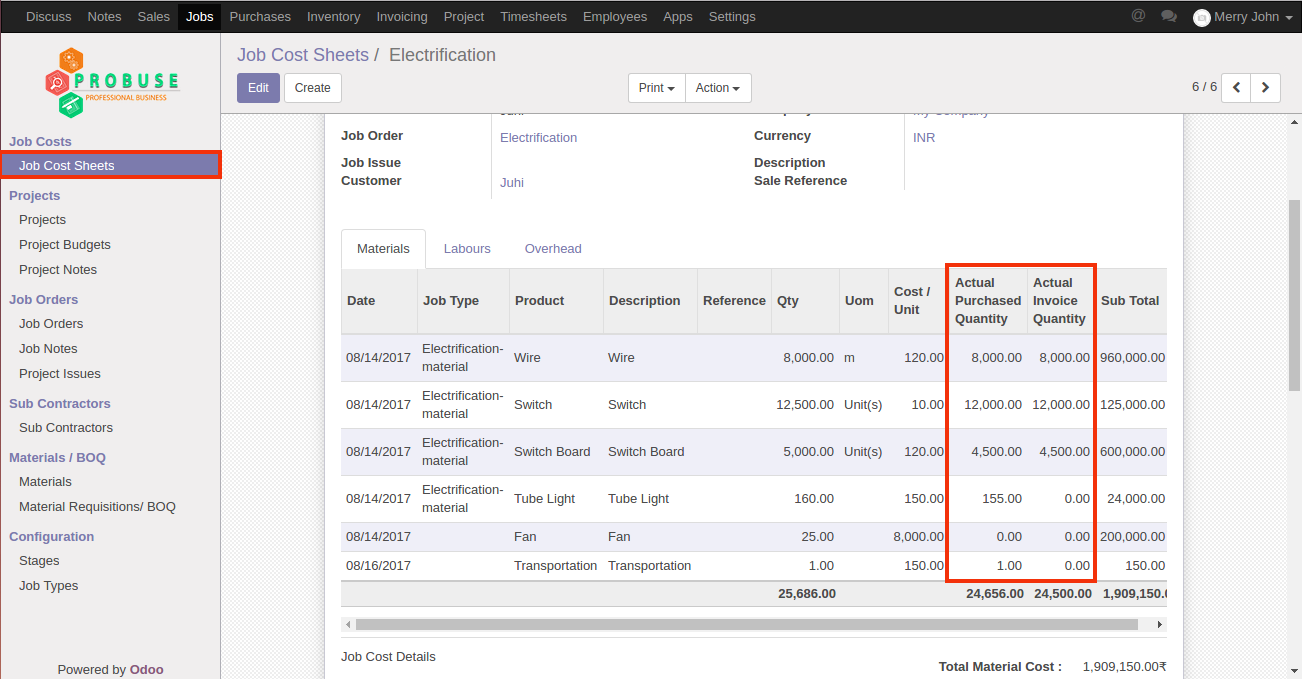 Discuss Notes Sales Jobs Purchases Inventory Invoicing Project Timesheets Employees Apps Settings @ Merry John
PROBUSE
PROFESSIONAL BUSINESS
Job Costs
Job Cost Sheets
Projects
Projects
Project Budgets
Project Notes
Job Orders
Job Orders
Job Notes
Project Issues
Sub Contractors
Sub Contractors
Materials / BOQ
Materials
Material Requisitions/ BOQ
Configuration
Stages
Job Types
Powered by Odoo
Job Cost Sheets / Electrification
Edit Create Print Action 6 / 6
Job Order Electrification Currency INR
Job Issue Description
Customer Juhi Sale Reference
Materials Labours Overhead
Date Job Type Product Description Reference Qty Uom Cost / Unit Actual Purchased Quantity Actual Invoice Quantity Sub Total
08/14/2017 Electrification-material Wire Wire 8,000.00 m 120.00 8,000.00 8,000.00 960,000.00
08/14/2017 Electrification-material Switch Switch 12,500.00 Unit(s) 10.00 12,000.00 12,000.00 125,000.00
08/14/2017 Electrification-material Switch Board Switch Board 5,000.00 Unit(s) 120.00 4,500.00 4,500.00 600,000.00
08/14/2017 Electrification-material Tube Light Tube Light 160.00 150.00 155.00 0.00 24,000.00
08/14/2017 Fan Fan 25.00 8,000.00 0.00 0.00 200,000.00
08/16/2017 Transportation Transportation 1.00 150.00 1.00 0.00 150.00
25,686.00 24,656.00 24,500.00 1,909,150.0
Job Cost Details
Total Material Cost : 1,909,150.00₹